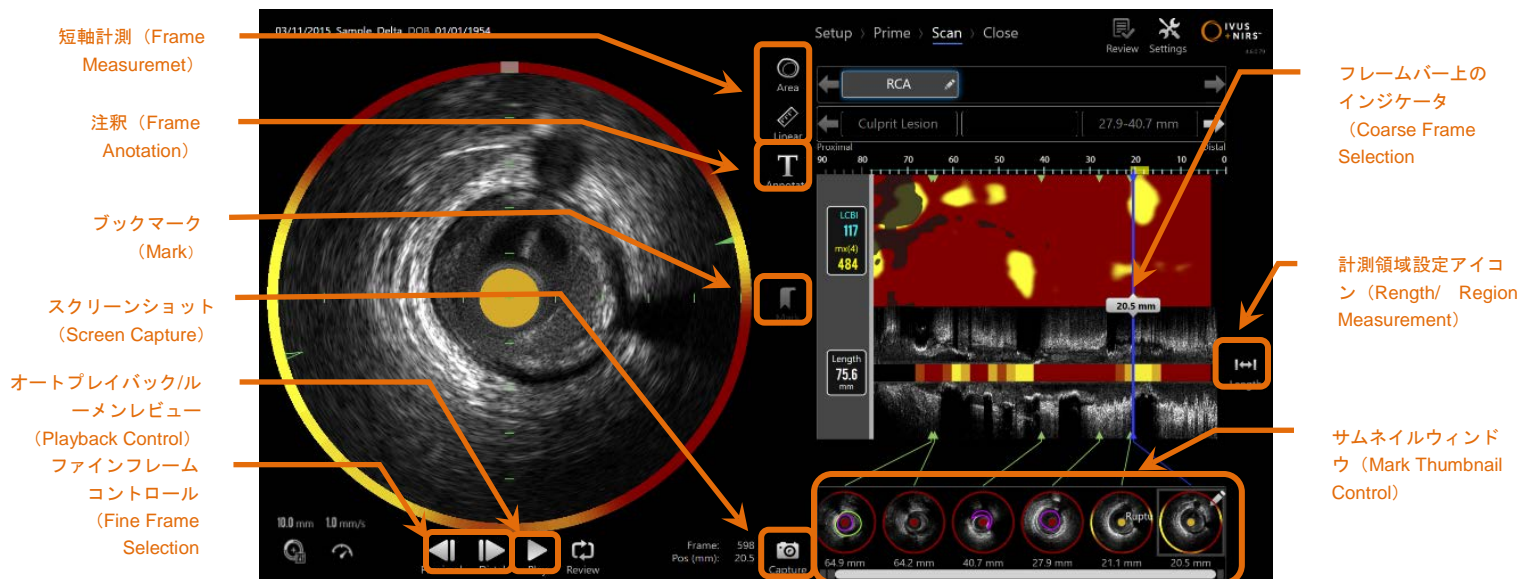 短軸計測（Frame
Measuremet）
注釈（Frame
Anotation）
ブックマーク
（Mark）
スクリーンショット
（Screen Capture）
オートプレイバック/ル
ーメンレビュー
（Playback Control）
ファインフレーム
コントロール
（Fine Frame
Selection
03/11/2015 Sample, Delta DOB 01/01/1954
Area
Linear
Annotate
Mark
10.0 mm 1.0 mm/s
Play
Review
Frame: 598
Pos (mm): 20.5
Capture
Setup > Prime > Scan > Close
Review
Settings
IVUS
+NIRS
RCA
Culprit Lesion
27.9-40.7 mm
Proximal
Distal
90 80 70 60 50 40 30 20 10 0
LCBI
117
mx(4)
484
20.5 mm
Length
75.6
mm
Length
Ruptu
64.9 mm 64.2 mm 40.7 mm 27.9 mm 21.1 mm 20.5 mm
フレームバー上の
インジケータ
（Coarse Frame
Selection
計測領域設定アイコ
ン（Rength/ Region
Measurement）
サムネイルウィンド
ウ（Mark Thumbnail
Control）